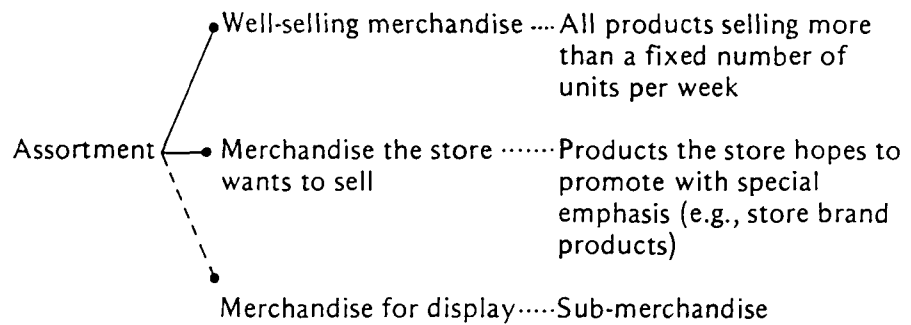 Well-selling merchandise ···· All products selling more
than a fixed number of
units per week
Assortment
Merchandise the store ······· Products the store hopes to
wants to sell promote with special
emphasis (e.g., store brand
products)
Merchandise for display ····· Sub-merchandise